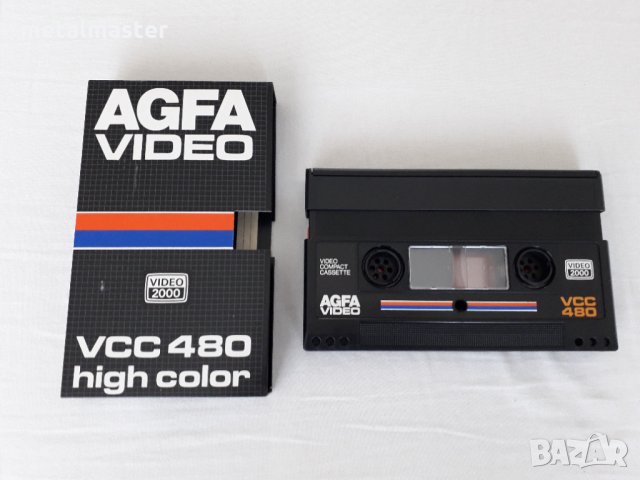 metalmaster
AGFA
VIDEO
VIDEO
2000
VCC 480
high color
VIDEO
COMPACT
CASSETTE
VIDEO
2000
AGFA
VIDEO
VCC
480
BAZAR